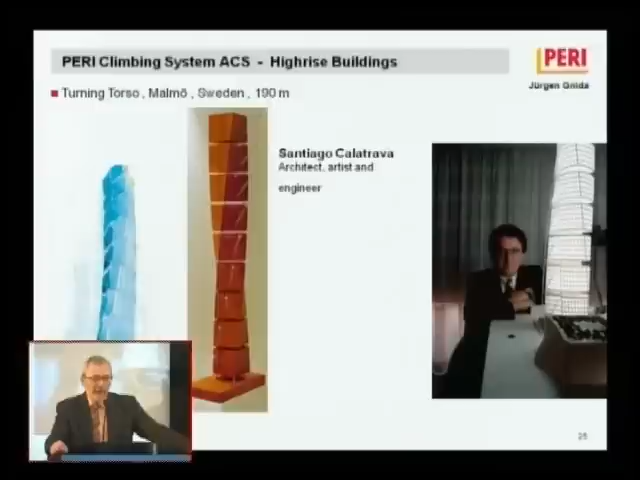 PERI Climbing System ACS - Highrise Buildings
PERI
Jürgen Gnida
Turning Torso , Malmö , Sweden , 190 m
Santiago Calatrava
Architect, artist and
engineer
25